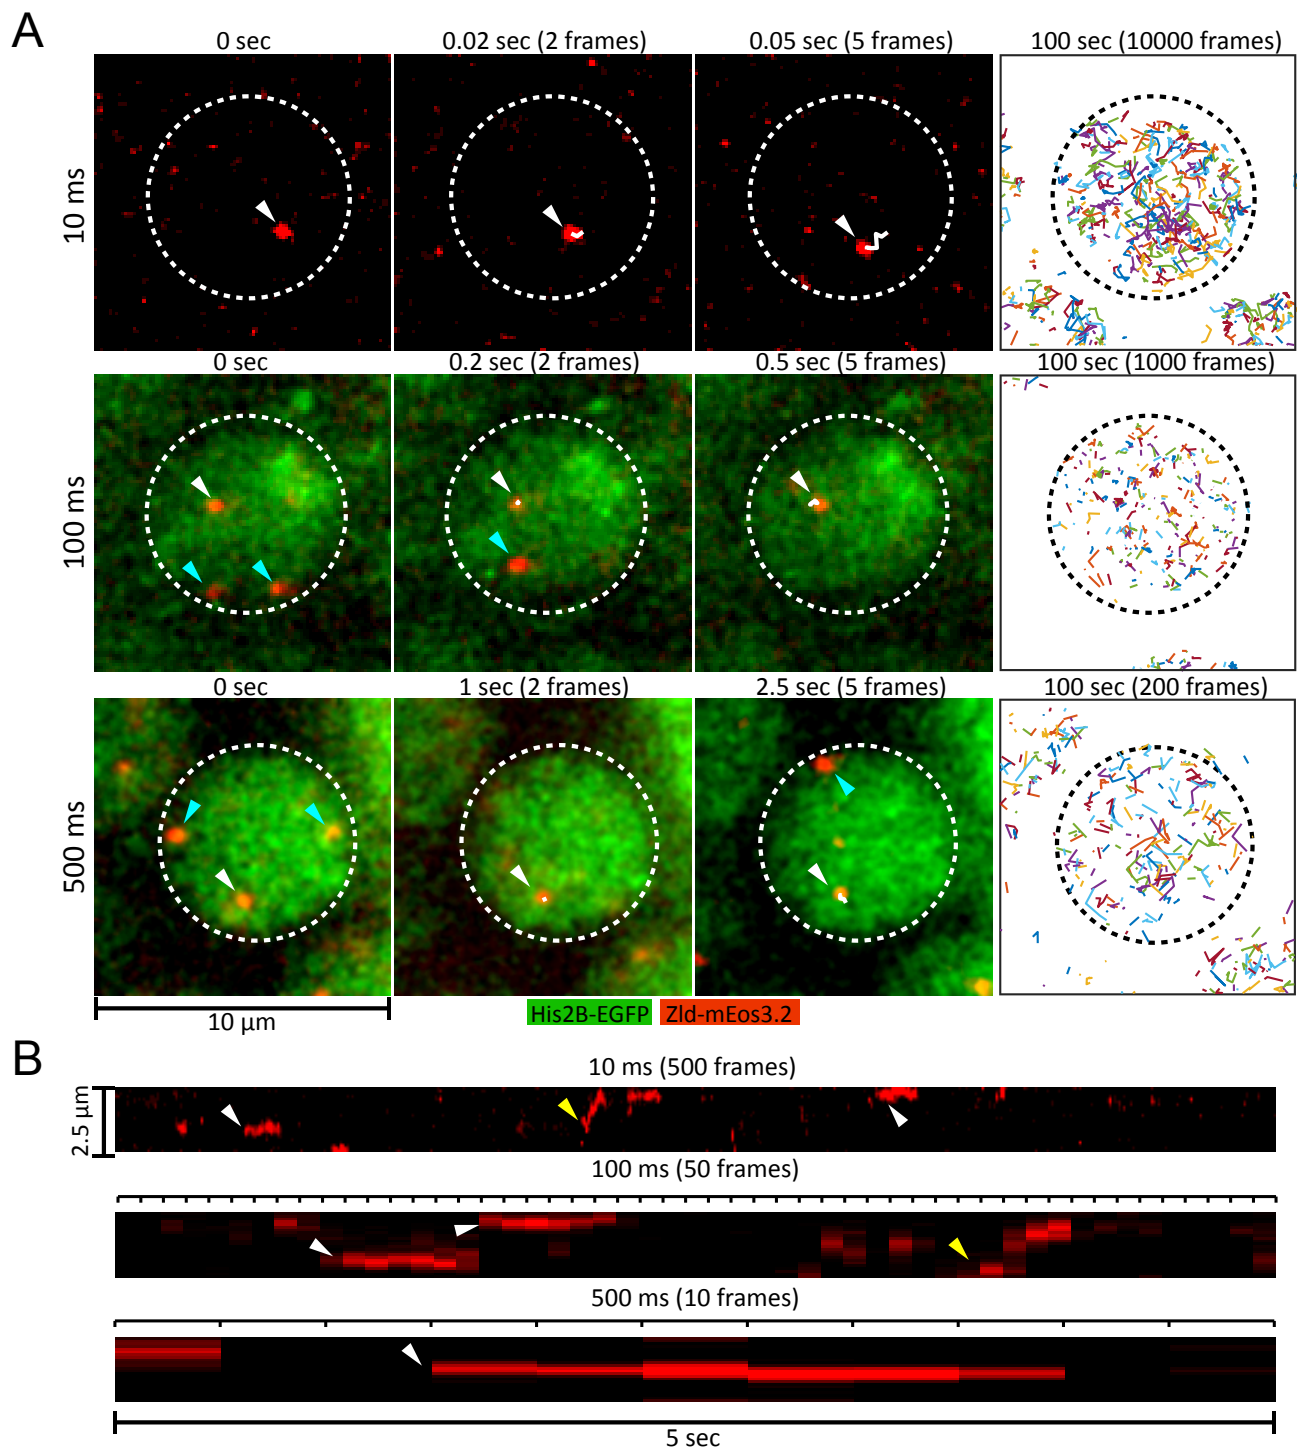 A
0 sec
0.02 sec (2 frames)
0.05 sec (5 frames)
100 sec (10000 frames)
10 ms
0 sec
0.2 sec (2 frames)
0.5 sec (5 frames)
100 sec (1000 frames)
100 ms
0 sec
1 sec (2 frames)
2.5 sec (5 frames)
100 sec (200 frames)
500 ms
10 µm
His2B-EGFP
Zld-mEos3.2
B
10 ms (500 frames)
2.5 µm
100 ms (50 frames)
500 ms (10 frames)
5 sec